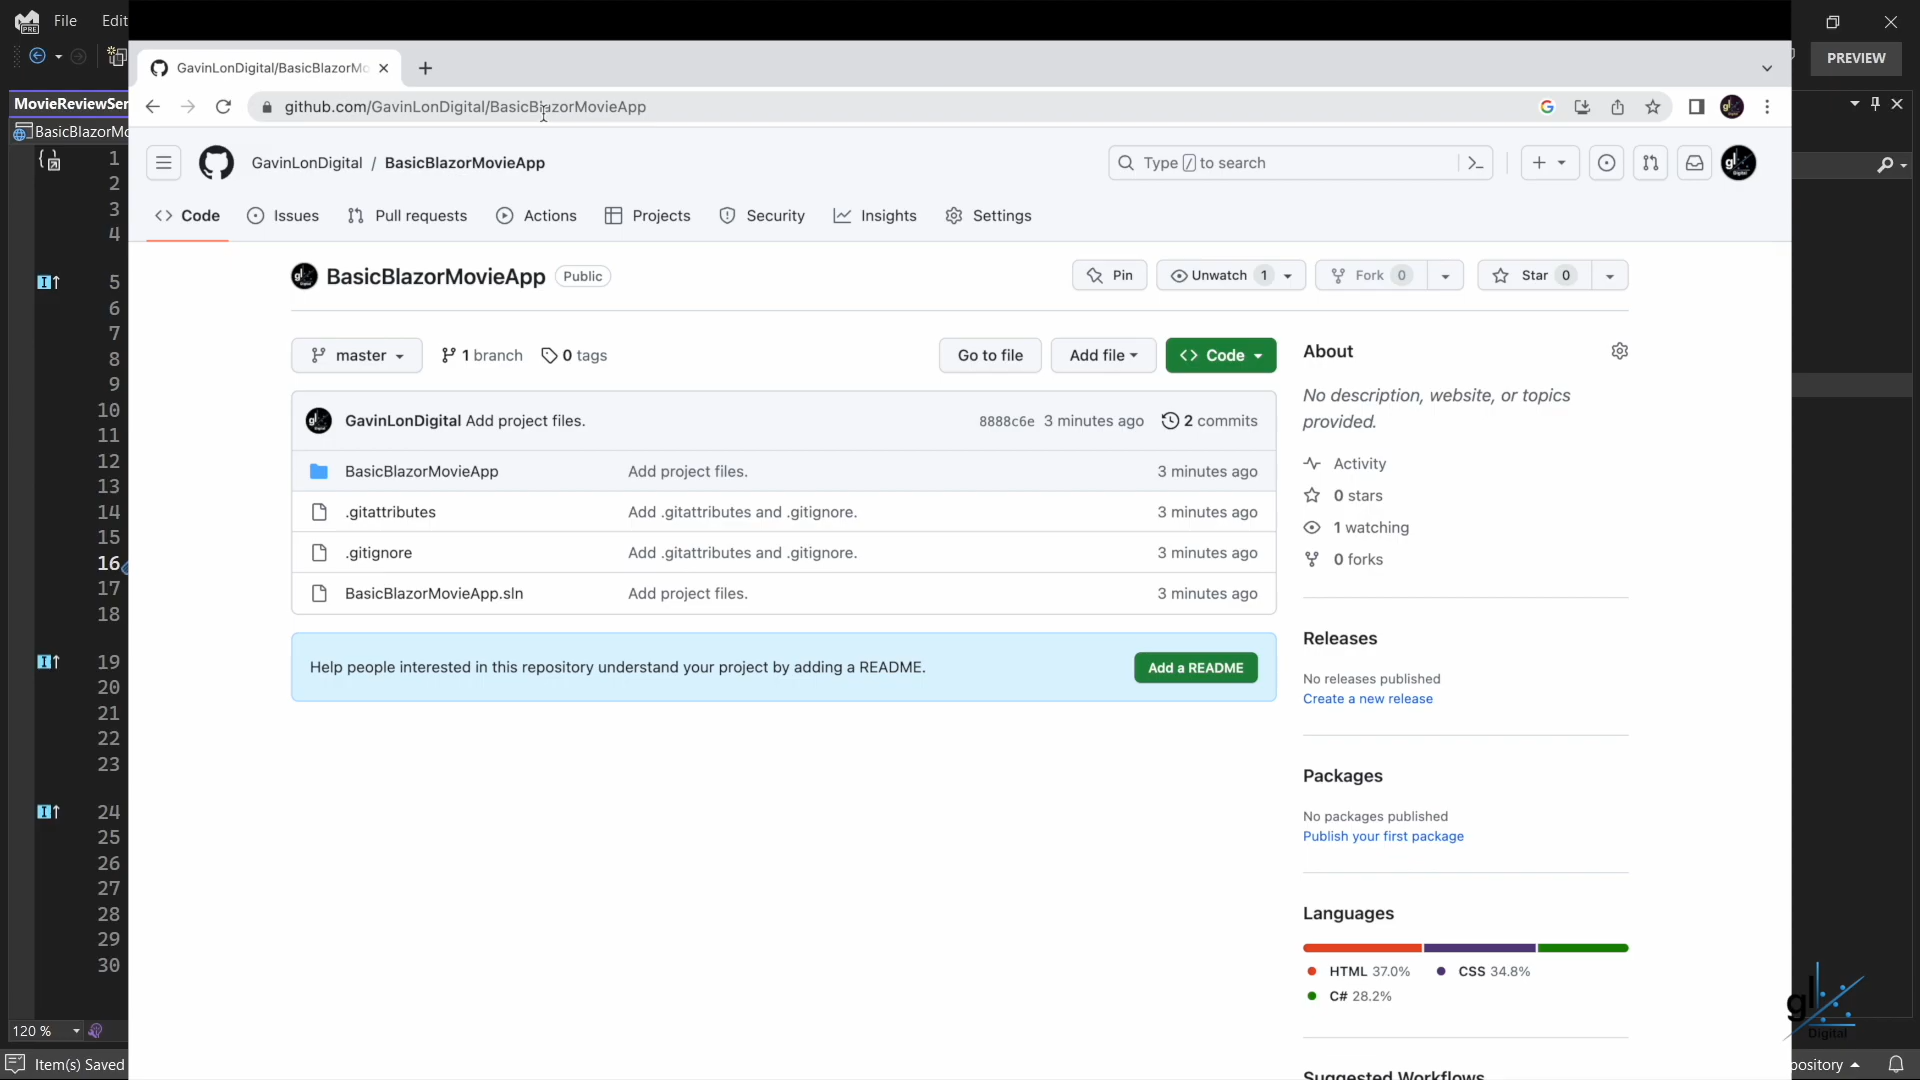 File Edit
PREVIEW
GavinLonDigital/BasicBlazorMo
github.com/GavinLonDigital/BasicBlazorMovieApp
MovieReviewSer
BasicBlazorMo
GavinLonDigital / BasicBlazorMovieApp
Type / to search
Code Issues Pull requests Actions Projects Security Insights Settings
BasicBlazorMovieApp Public
Pin Unwatch 1 Fork 0 Star 0
master 1 branch 0 tags Go to file Add file Code
GavinLonDigital Add project files. 8888c6e 3 minutes ago 2 commits
BasicBlazorMovieApp Add project files. 3 minutes ago
.gitattributes Add .gitattributes and .gitignore. 3 minutes ago
.gitignore Add .gitattributes and .gitignore. 3 minutes ago
BasicBlazorMovieApp.sln Add project files. 3 minutes ago
Help people interested in this repository understand your project by adding a README. Add a README
About
No description, website, or topics
provided.
Activity
0 stars
1 watching
0 forks
Releases
No releases published
Create a new release
Packages
No packages published
Publish your first package
Languages
HTML 37.0% CSS 34.8%
C# 28.2%
Suggested Workflows
1
2
3
4
5
6
7
8
9
10
11
12
13
14
15
16
17
18
19
20
21
22
23
24
25
26
27
28
29
30
120 %
Item(s) Saved
pository
gl
Digital